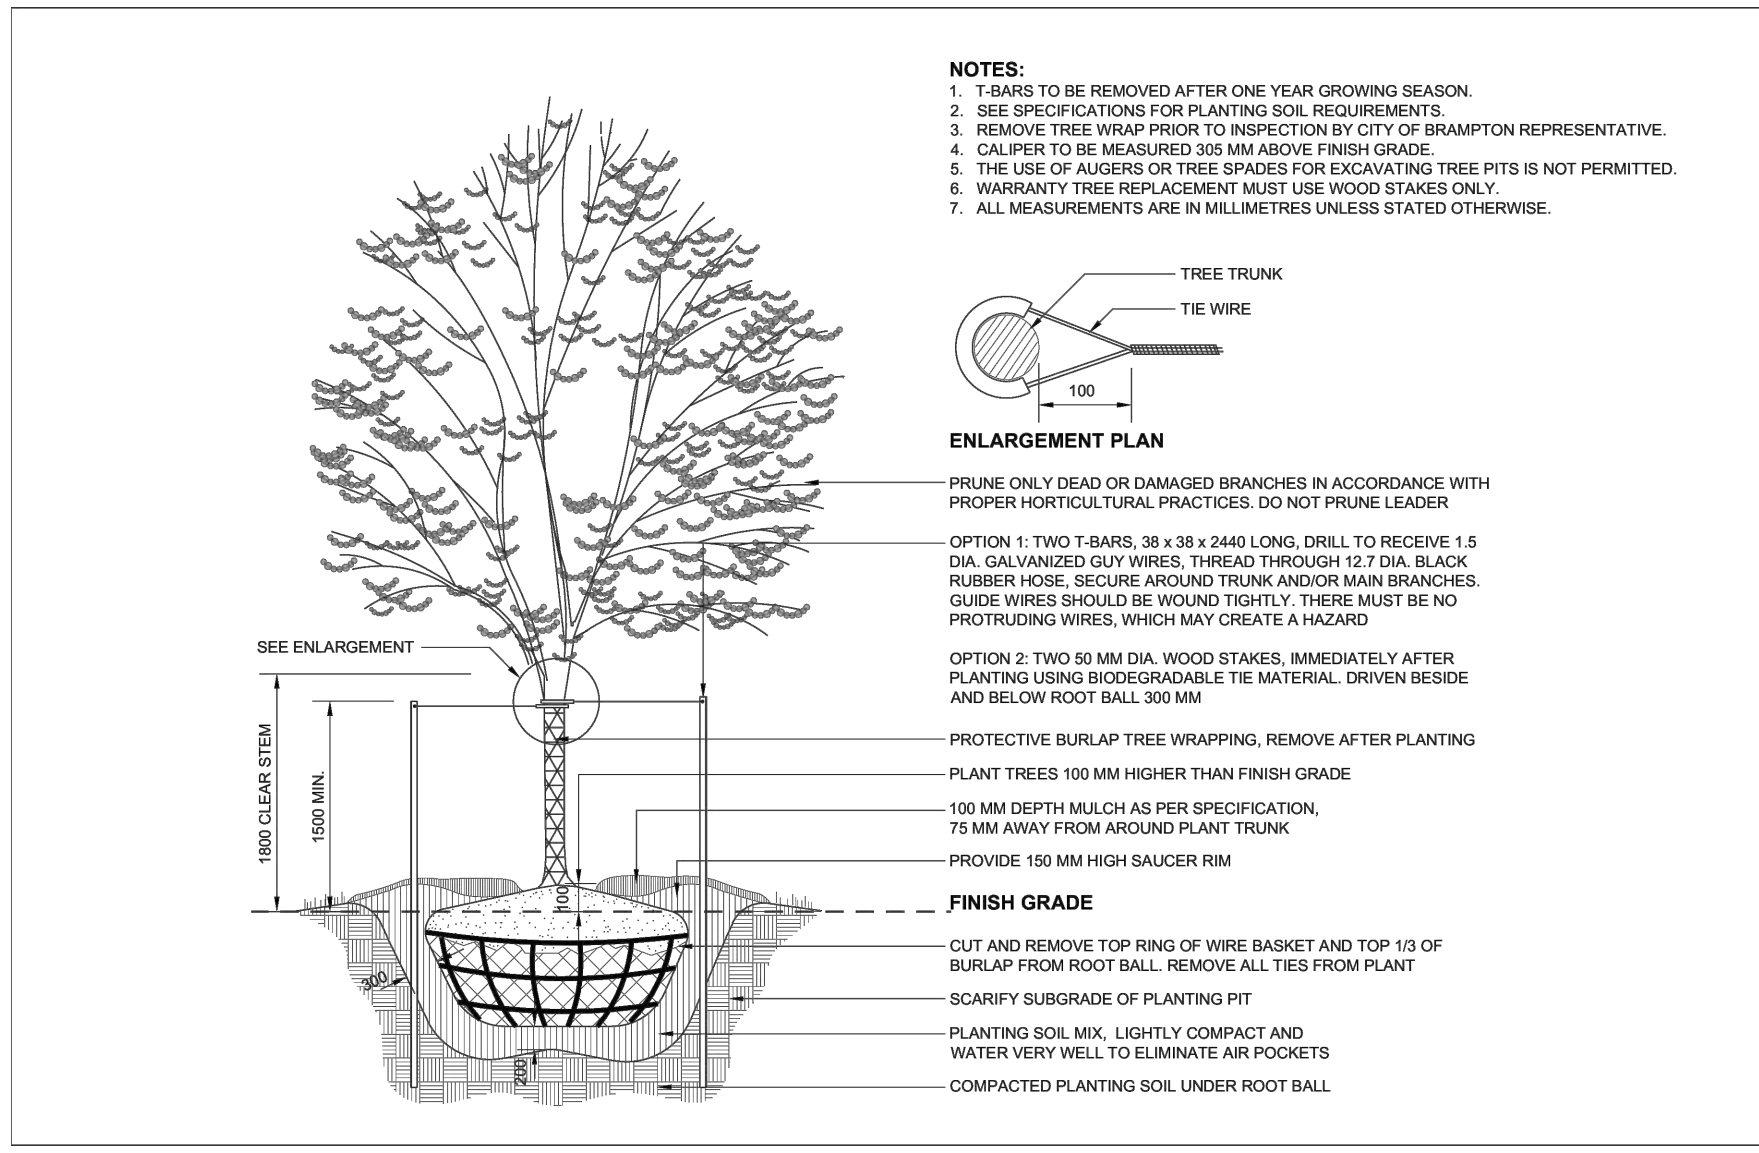 NOTES:
1. T-BARS TO BE REMOVED AFTER ONE YEAR GROWING SEASON.
2. SEE SPECIFICATIONS FOR PLANTING SOIL REQUIREMENTS.
3. REMOVE TREE WRAP PRIOR TO INSPECTION BY CITY OF BRAMPTON REPRESENTATIVE.
4. CALIPER TO BE MEASURED 305 MM ABOVE FINISH GRADE.
5. THE USE OF AUGERS OR TREE SPADES FOR EXCAVATING TREE PITS IS NOT PERMITTED.
6. WARRANTY TREE REPLACEMENT MUST USE WOOD STAKES ONLY.
7. ALL MEASUREMENTS ARE IN MILLIMETRES UNLESS STATED OTHERWISE.
TREE TRUNK
TIE WIRE
100
ENLARGEMENT PLAN
PRUNE ONLY DEAD OR DAMAGED BRANCHES IN ACCORDANCE WITH
PROPER HORTICULTURAL PRACTICES. DO NOT PRUNE LEADER
OPTION 1: TWO T-BARS, 38 x 38 x 2440 LONG, DRILL TO RECEIVE 1.5
DIA. GALVANIZED GUY WIRES, THREAD THROUGH 12.7 DIA. BLACK
RUBBER HOSE, SECURE AROUND TRUNK AND/OR MAIN BRANCHES.
GUIDE WIRES SHOULD BE WOUND TIGHTLY. THERE MUST BE NO
PROTRUDING WIRES, WHICH MAY CREATE A HAZARD
OPTION 2: TWO 50 MM DIA. WOOD STAKES, IMMEDIATELY AFTER
PLANTING USING BIODEGRADABLE TIE MATERIAL. DRIVEN BESIDE
AND BELOW ROOT BALL 300 MM
PROTECTIVE BURLAP TREE WRAPPING, REMOVE AFTER PLANTING
PLANT TREES 100 MM HIGHER THAN FINISH GRADE
100 MM DEPTH MULCH AS PER SPECIFICATION,
75 MM AWAY FROM AROUND PLANT TRUNK
PROVIDE 150 MM HIGH SAUCER RIM
FINISH GRADE
CUT AND REMOVE TOP RING OF WIRE BASKET AND TOP 1/3 OF
BURLAP FROM ROOT BALL. REMOVE ALL TIES FROM PLANT
SCARIFY SUBGRADE OF PLANTING PIT
PLANTING SOIL MIX, LIGHTLY COMPACT AND
WATER VERY WELL TO ELIMINATE AIR POCKETS
COMPACTED PLANTING SOIL UNDER ROOT BALL
SEE ENLARGEMENT
1800 CLEAR STEM
1500 MIN.
100
300
200